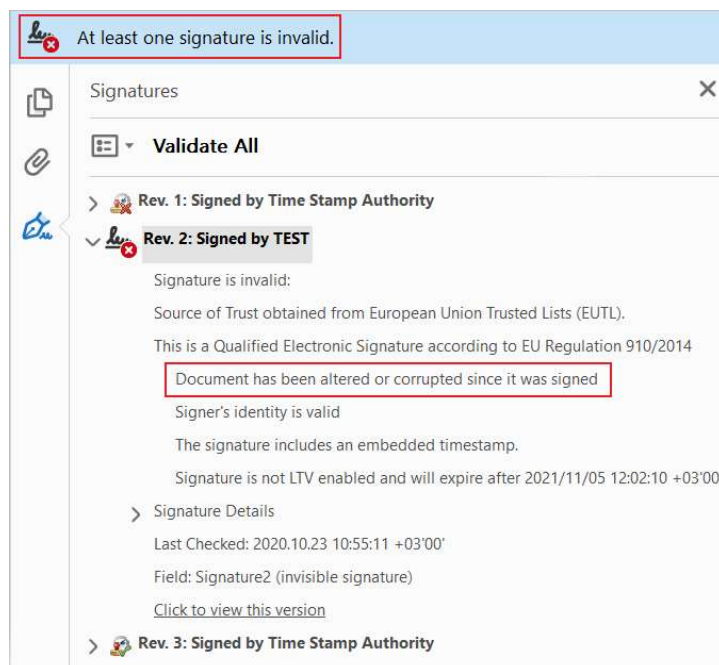 At least one signature is invalid.
Signatures
Validate All
Rev. 1: Signed by Time Stamp Authority
Rev. 2: Signed by TEST
Signature is invalid:
Source of Trust obtained from European Union Trusted Lists (EUTL).
This is a Qualified Electronic Signature according to EU Regulation 910/2014
Document has been altered or corrupted since it was signed
Signer's identity is valid
The signature includes an embedded timestamp.
Signature is not LTV enabled and will expire after 2021/11/05 12:02:10 +03'00
Signature Details
Last Checked: 2020.10.23 10:55:11 +03'00'
Field: Signature2 (invisible signature)
Click to view this version
Rev. 3: Signed by Time Stamp Authority